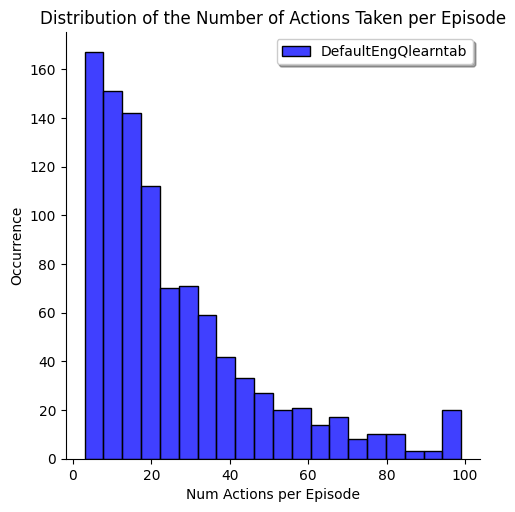 Distribution of the Number of Actions Taken per Episode
DefaultEngQlearntab
160
140
120
100
80
60
40
20
0
Occurrence
0 20 40 60 80 100
Num Actions per Episode